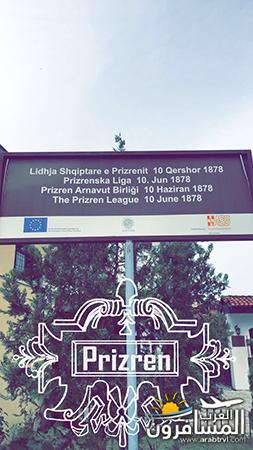 Lidhja Shqiptare e Prizrenit 10 Qershor 1878
Prizrenska Liga 10. Jun 1878
Prizren Arnavut Birliği 10 Haziran 1878
The Prizren League 10 June 1878
Prizren
العرب
المسافرون
www.arabtrvl.com